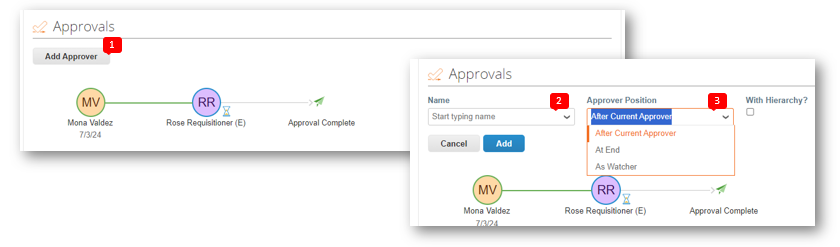 Approvals
1
Add Approver
MV
RR
Mona Valdez
Rose Requisitioner (E)
Approval Complete
7/3/24
Approvals
Name
2
Approver Position
3
With Hierarchy?
Start typing name
After Current Approver
After Current Approver
At End
As Watcher
Cancel
Add
MV
RR
Mona Valdez
Rose Requisitioner (E)
Approval Complete
7/3/24